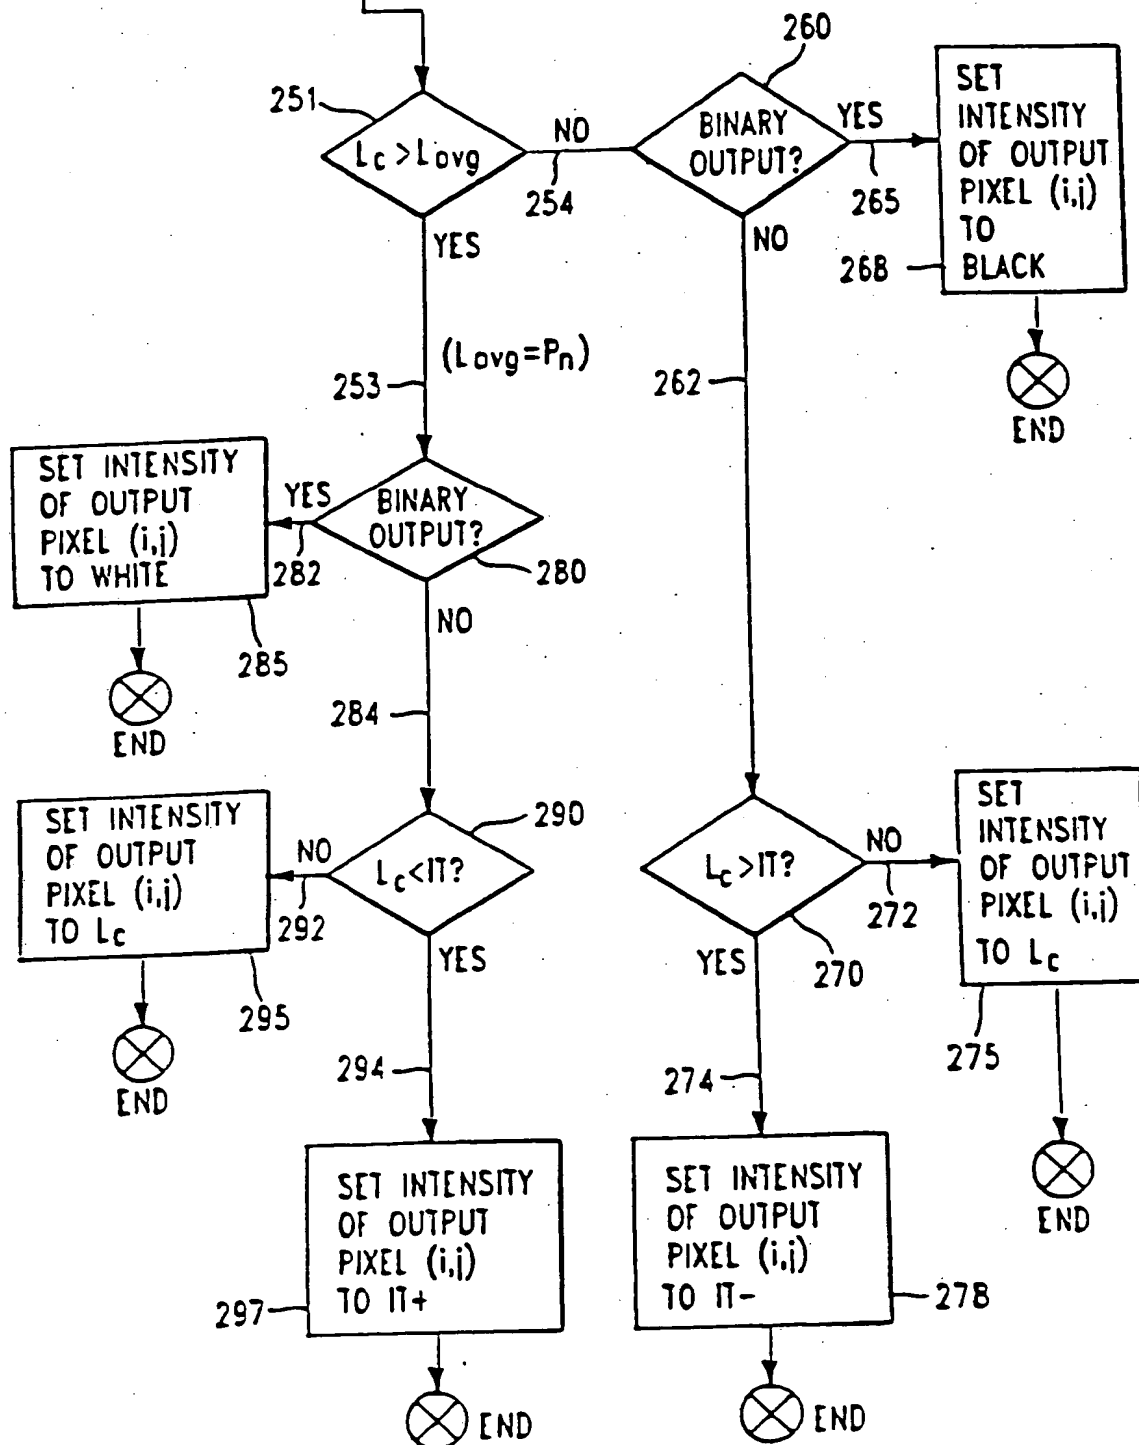 260
251
SET
INTENSITY
OF OUTPUT
PIXEL (i,j)
TO
BLACK
Lc > Lavg
NO
254
BINARY
OUTPUT?
YES
265
268
YES
NO
(Lavg=Pn)
253
262
END
SET INTENSITY
OF OUTPUT
PIXEL (i,j)
TO WHITE
YES
282
BINARY
OUTPUT?
280
285
NO
END
284
SET INTENSITY
OF OUTPUT
PIXEL (i,j)
TO Lc
NO
292
Lc<IT?
290
Lc>IT?
NO
272
SET
INTENSITY
OF OUTPUT
PIXEL (i,j)
TO Lc
295
YES
YES
270
275
END
294
274
SET INTENSITY
OF OUTPUT
PIXEL (i,j)
TO IT+
297
SET INTENSITY
OF OUTPUT
PIXEL (i,j)
TO IT-
278
END
END
END